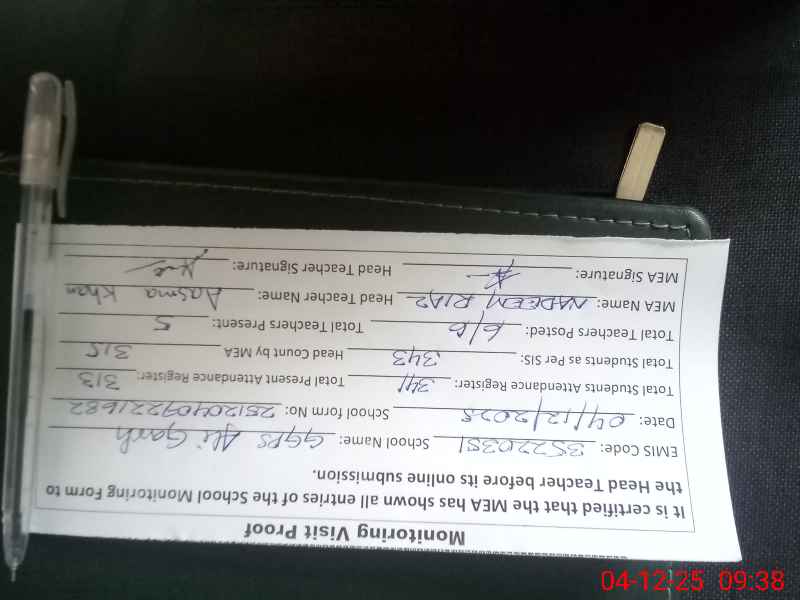 Monitoring Visit Proof
It is certified that the MEA has shown all entries of the School Monitoring Form to
the Head Teacher before its online submission.
EMIS Code: 35220351 School Name: GGPS Ali Garh
Date: 04/12/2025 School form No: 25120409221682
Total Students Attendance Register: 341 Total Present Attendance Register: 313
Total Students as Per SIS: 343 Head Count by MEA 315
Total Teachers Posted: 6/6 Total Teachers Present: 5
MEA Name: NADEEM RIAZ Head Teacher Name: Aasma Khan
MEA Signature: Head Teacher Signature:
04-12-25 09:38